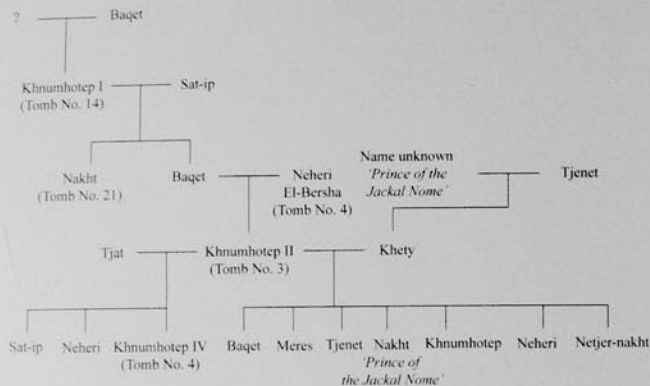 ? Baqet
Khnumhotep I Sat-ip
(Tomb No. 14)
Nakht Baqet Neheri Name unknown Tjenet
(Tomb No. 21) El-Bersha 'Prince of the
(Tomb No. 4) Jackal Nome'
Tjat Khnumhotep II Khety
(Tomb No. 3)
Sat-ip Neheri Khnumhotep IV Baqet Meres Tjenet Nakht Khnumhotep Neheri Netjer-nakht
(Tomb No. 4) 'Prince of
the Jackal Nome'